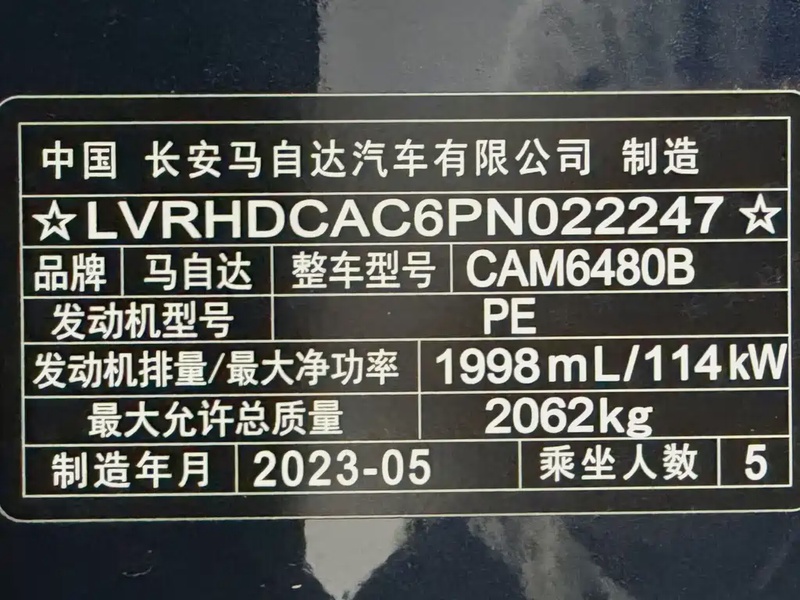 中国 长安马自达汽车有限公司 制造
☆LVRHDCAC6PN022247☆
品牌 马自达 整车型号 CAM6480B
发动机型号 PE
发动机排量/最大净功率 1998mL/114kW
最大允许总质量 2062kg
制造年月 2023-05 乘坐人数 5